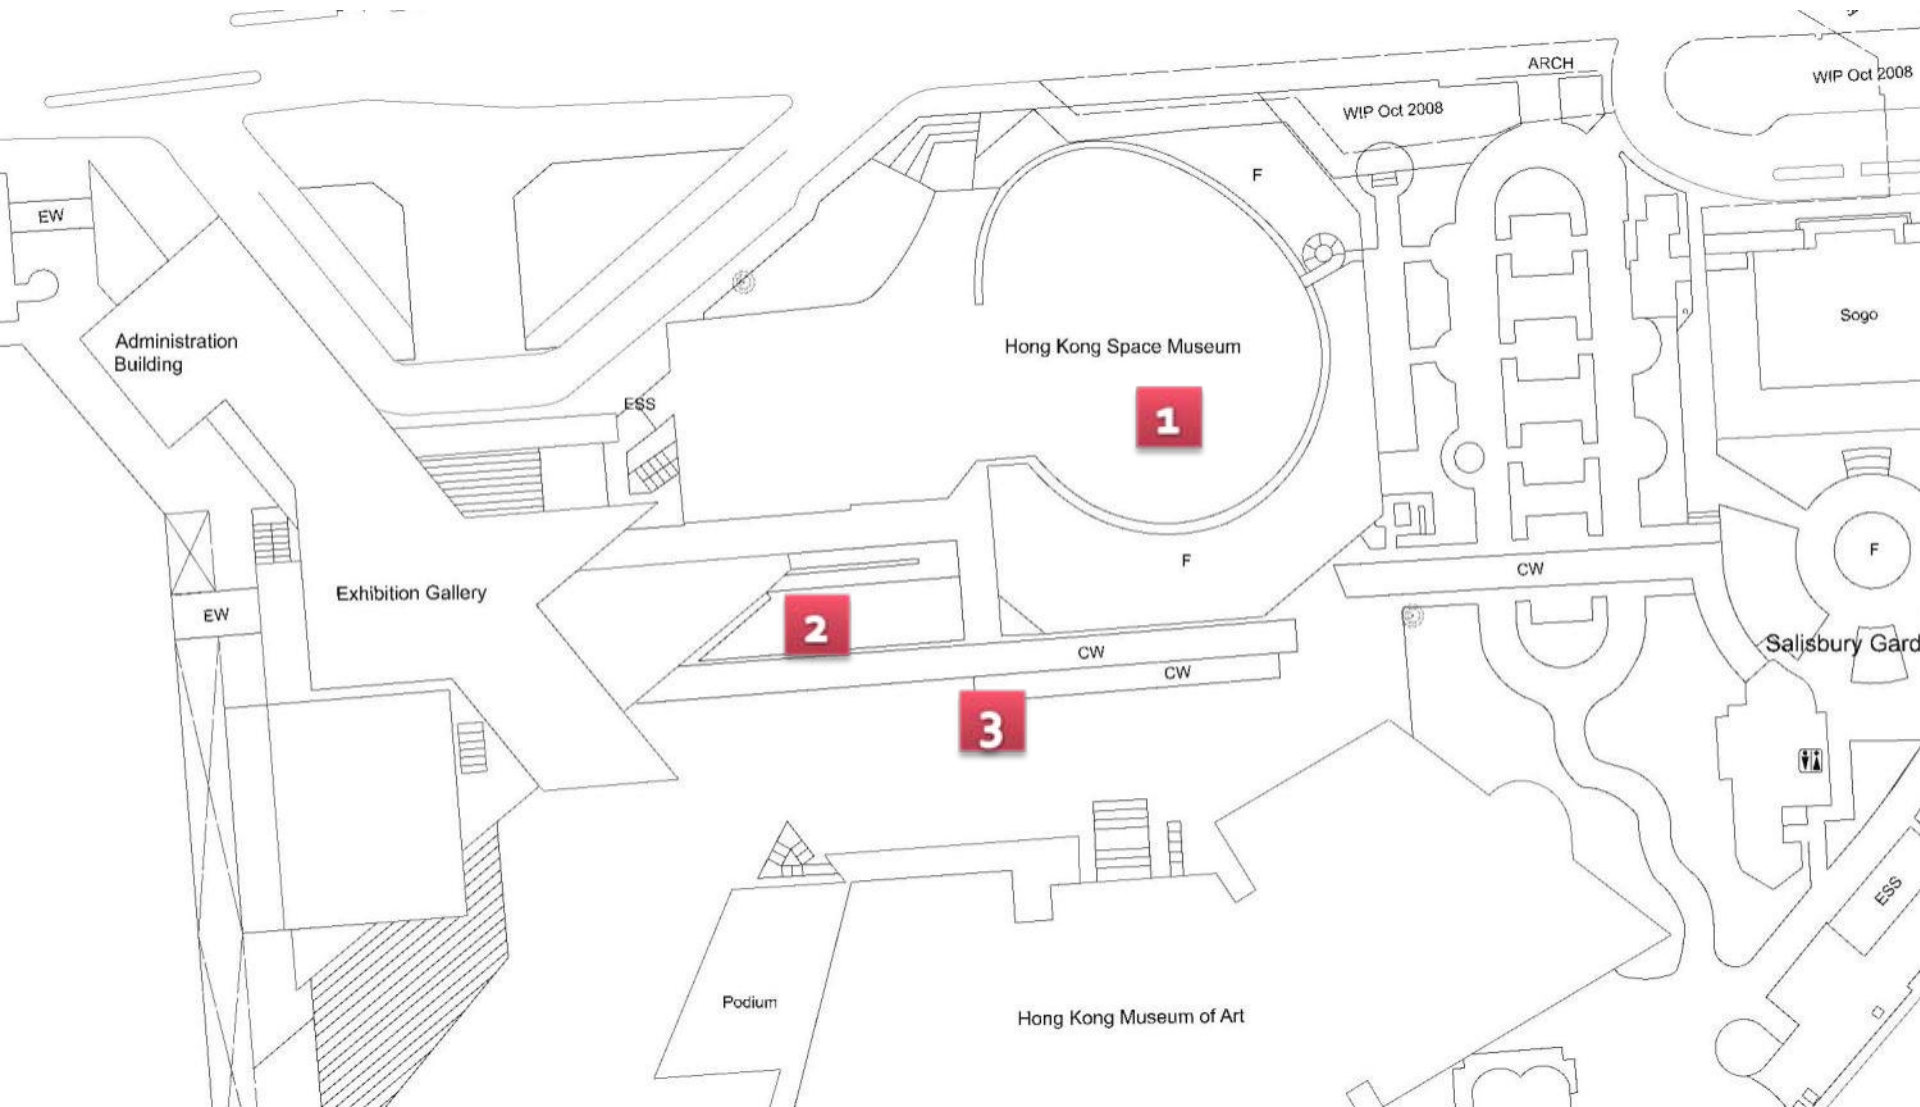 ARCH
WIP Oct 2008
WIP Oct 2008
F
EW
Administration
Building
Hong Kong Space Museum
Sogo
ESS
1
F
F
CW
EW
Exhibition Gallery
2
CW
CW
Salisbury Gard
3
ESS
Podium
Hong Kong Museum of Art